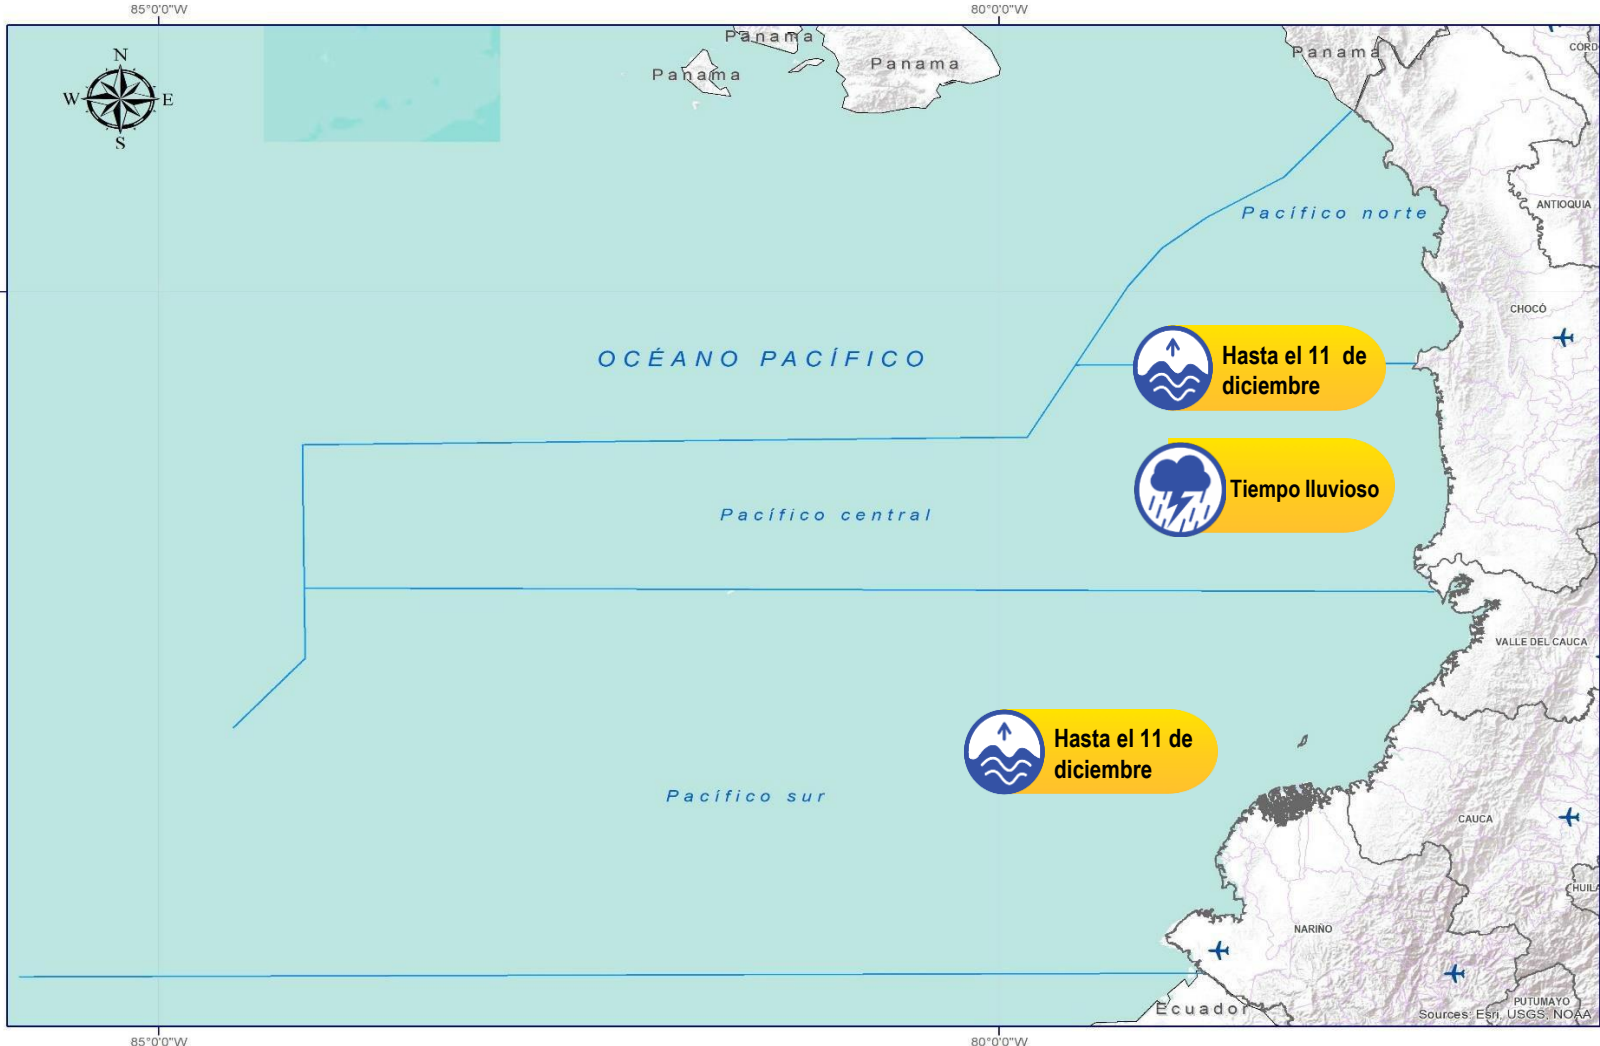 85°0'0"W
80°0'0"W
N
W
E
S
Panama
Panama
Panama
Panama
CÓRD
Pacífico norte
ANTIOQUIA
CHOCÓ
OCÉANO PACÍFICO
Hasta el 11 de
diciembre
Tiempo lluvioso
Pacífico central
VALLE DEL CAUCA
Hasta el 11 de
diciembre
Pacífico sur
CAUCA
HUILA
NARIÑO
PUTUMAYO
Ecuador
Sources: Esri, USGS, NOAA
85°0'0"W
80°0'0"W